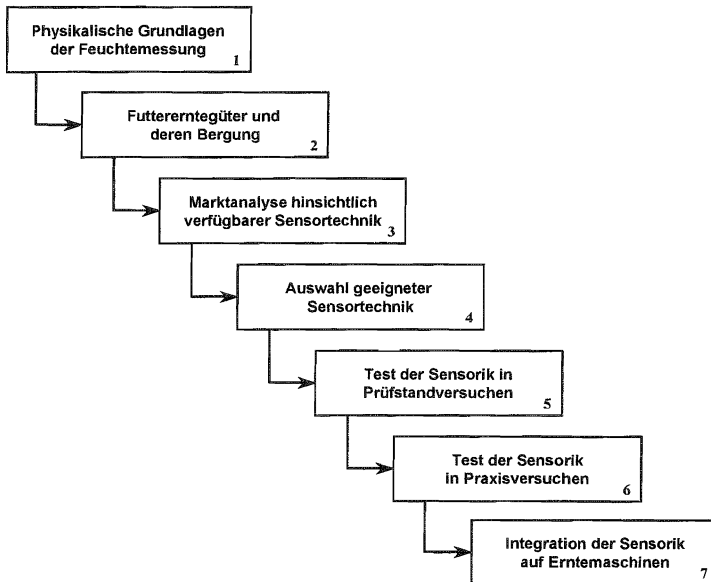 Physikalische Grundlagen
der Feuchtemessung
1
Futtererntegüter und
deren Bergung
2
Marktanalyse hinsichtlich
verfügbarer Sensortechnik
3
Auswahl geeigneter
Sensortechnik
4
Test der Sensorik in
Prüfstandversuchen
5
Test der Sensorik
in Praxisversuchen
6
Integration der Sensorik
auf Erntemaschinen
7